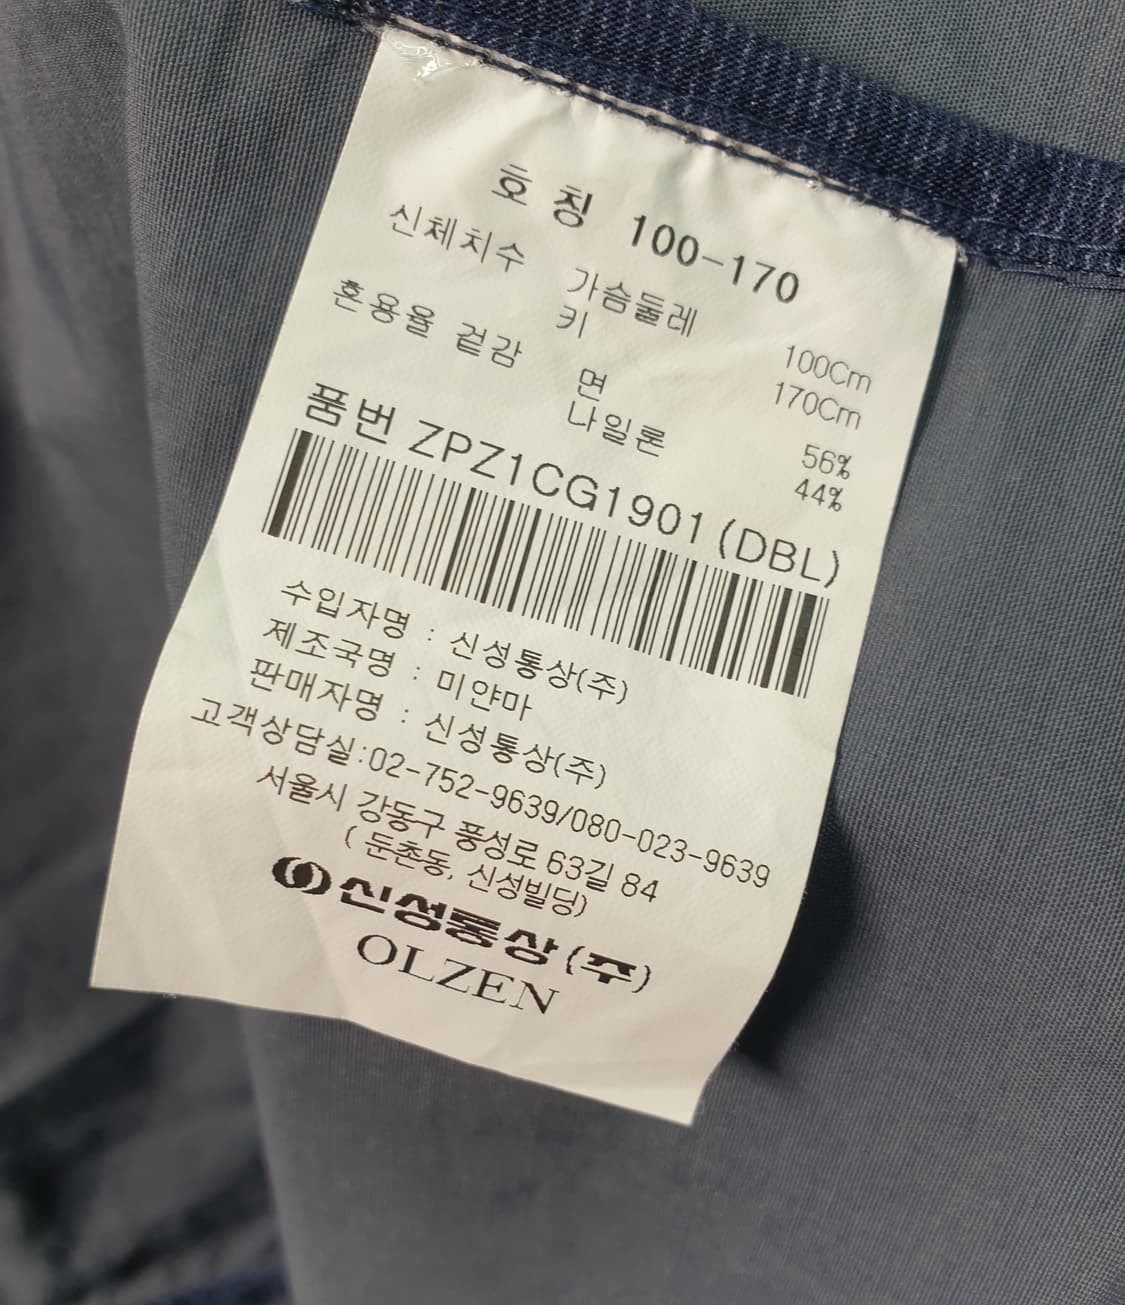 호 칭 100-170
신체치수 가슴둘레 100Cm
키 170Cm
혼용율 겉감 면 56%
나일론 44%
품번 ZPZ1CG1901(DBL)
수입자명 : 신성통상(주)
제조국명 : 미얀마
판매자명 : 신성통상(주)
고객상담실:02-752-9639/080-023-9639
서울시 강동구 풍성로 63길 84
( 둔촌동, 신성빌딩)
신성통상(주)
OLZEN